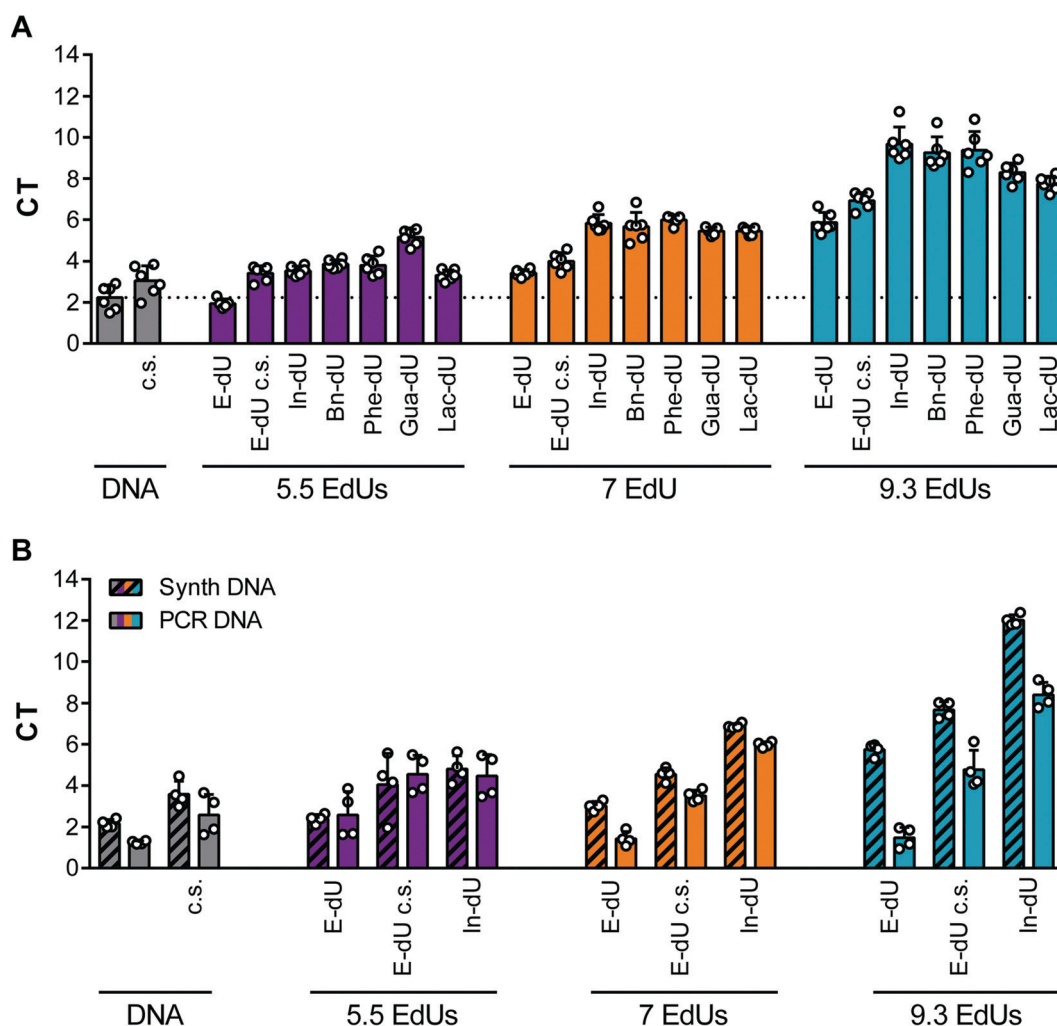 A
14
12
10
8
6
4
2
0
CT
c.s.
E-dU
E-dU c.s.
In-dU
Bn-dU
Phe-dU
Gua-dU
Lac-dU
E-dU
E-dU c.s.
In-dU
Bn-dU
Phe-dU
Gua-dU
Lac-dU
E-dU
E-dU c.s.
In-dU
Bn-dU
Phe-dU
Gua-dU
Lac-dU
DNA
5.5 EdUs
7 EdU
9.3 EdUs
B
14
12
10
8
6
4
2
0
CT
Synth DNA
PCR DNA
c.s.
E-dU
E-dU c.s.
In-dU
E-dU
E-dU c.s.
In-dU
E-dU
E-dU c.s.
In-dU
DNA
5.5 EdUs
7 EdUs
9.3 EdUs